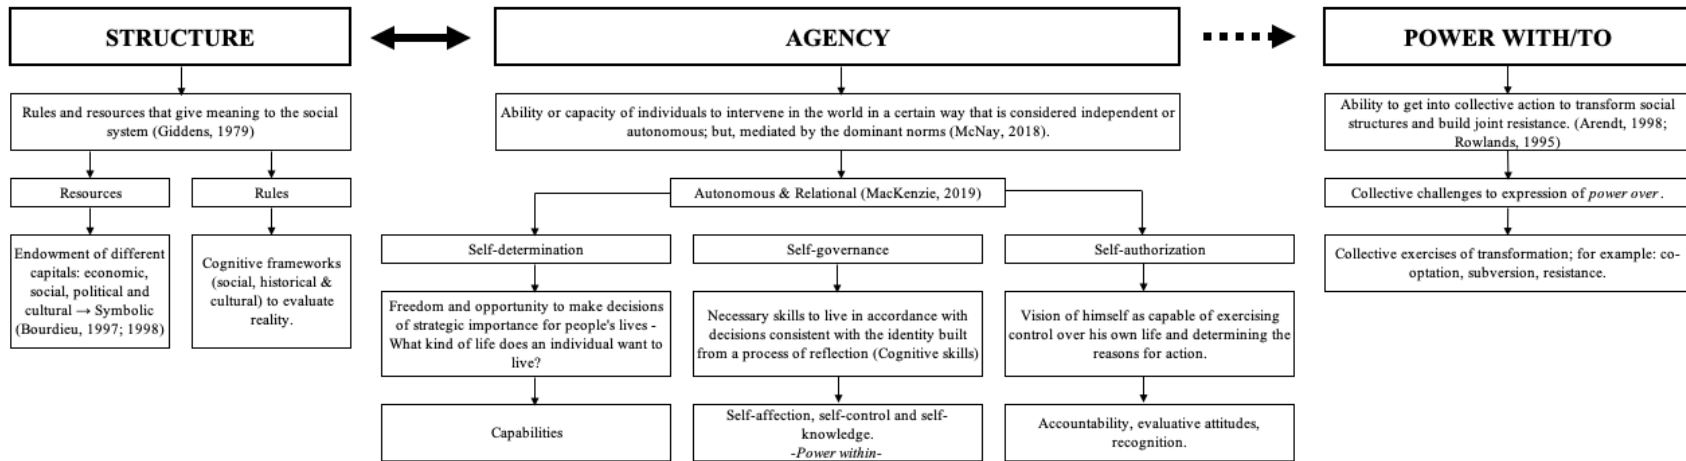 STRUCTURE
AGENCY
POWER WITH/TO
Rules and resources that give meaning to the social
system (Giddens, 1979)
Ability or capacity of individuals to intervene in the world in a certain way that is considered independent or
autonomous; but, mediated by the dominant norms (McNay, 2018).
Ability to get into collective action to transform social
structures and build joint resistance. (Arendt, 1998;
Rowlands, 1995)
Resources
Rules
Autonomous & Relational (MacKenzie, 2019)
Collective challenges to expression of power over.
Endowment of different
capitals: economic,
social, political and
cultural → Symbolic
(Bourdieu, 1997; 1998)
Cognitive frameworks
(social, historical &
cultural) to evaluate
reality.
Self-determination
Self-governance
Self-authorization
Collective exercises of transformation; for example: co-
optation, subversion, resistance.
Freedom and opportunity to make decisions
of strategic importance for people's lives -
What kind of life does an individual want to
live?
Necessary skills to live in accordance with
decisions consistent with the identity built
from a process of reflection (Cognitive skills)
Vision of himself as capable of exercising
control over his own life and determining the
reasons for action.
Capabilities
Self-affection, self-control and self-
knowledge.
-Power within-
Accountability, evaluative attitudes,
recognition.